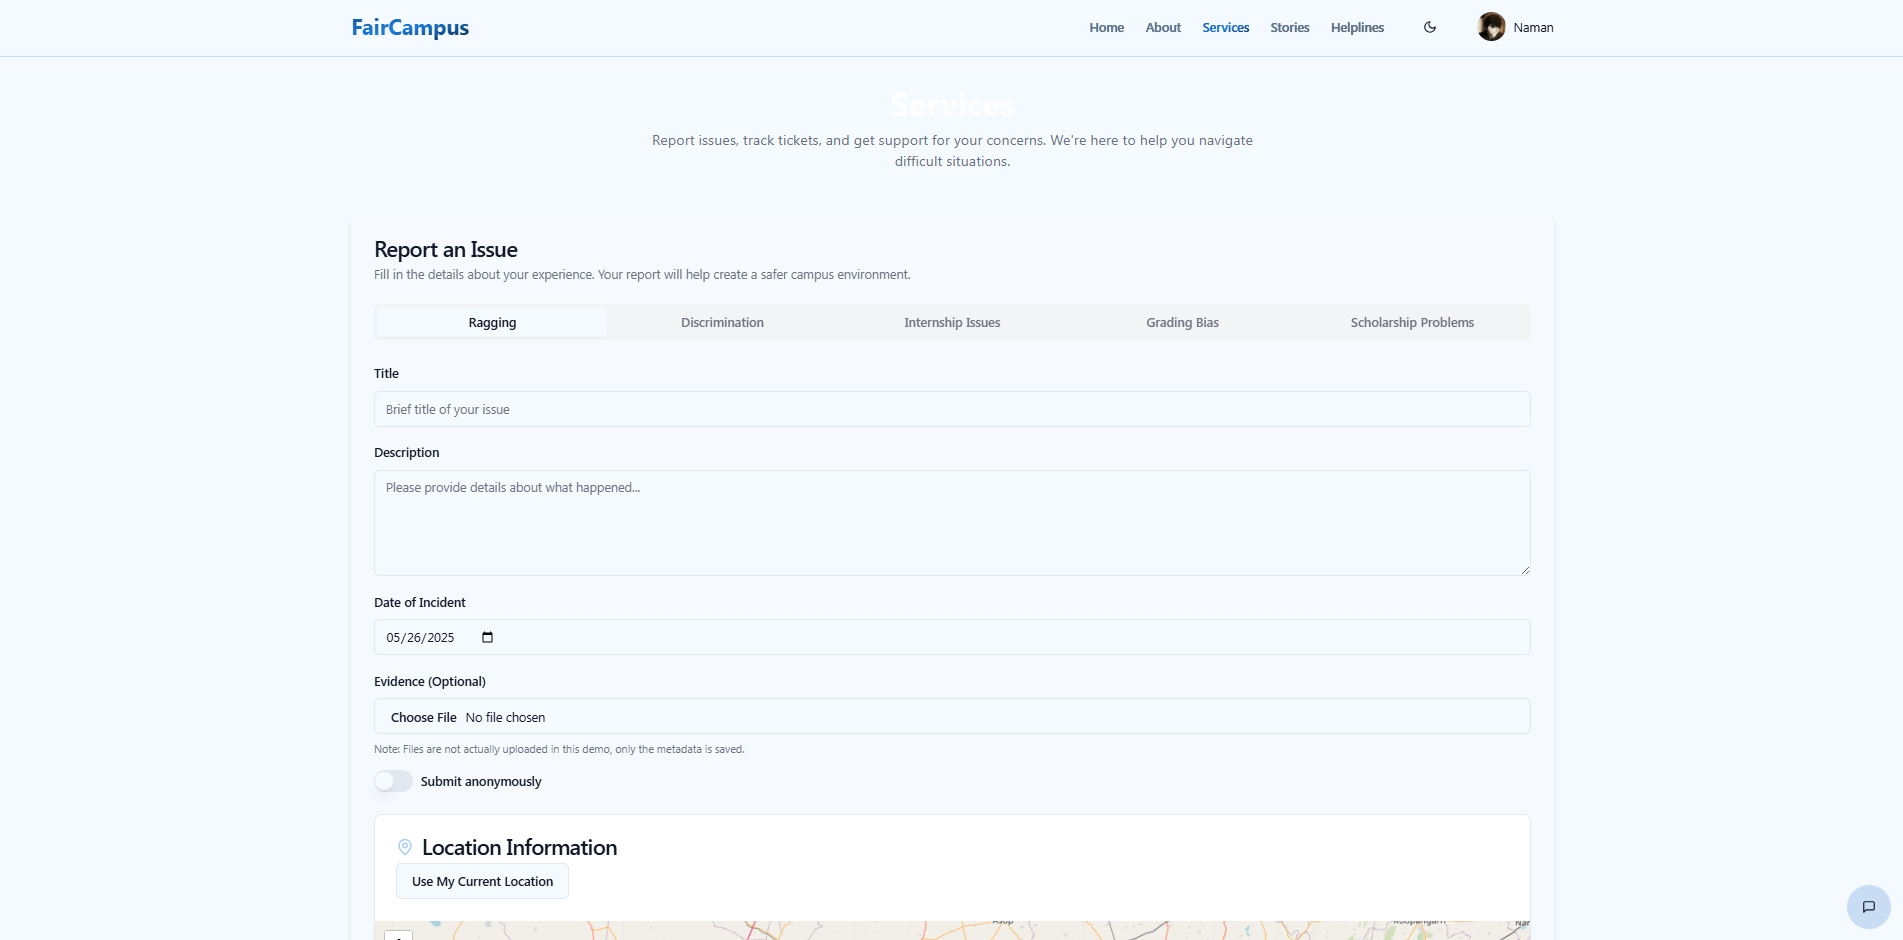 FairCampus
Home About Services Stories Helplines Naman
Services
Report issues, track tickets, and get support for your concerns. We're here to help you navigate
difficult situations.
Report an Issue
Fill in the details about your experience. Your report will help create a safer campus environment.
Ragging Discrimination Internship Issues Grading Bias Scholarship Problems
Title
Brief title of your issue
Description
Please provide details about what happened...
Date of Incident
05/26/2025
Evidence (Optional)
Choose File No file chosen
Note: Files are not actually uploaded in this demo, only the metadata is saved.
Submit anonymously
Location Information
Use My Current Location